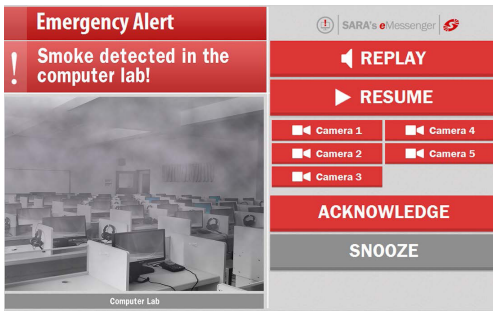 Emergency Alert
! Smoke detected in the
computer lab!
Computer Lab
SARA's eMessenger
REPLAY
RESUME
Camera 1
Camera 4
Camera 2
Camera 5
Camera 3
ACKNOWLEDGE
SNOOZE